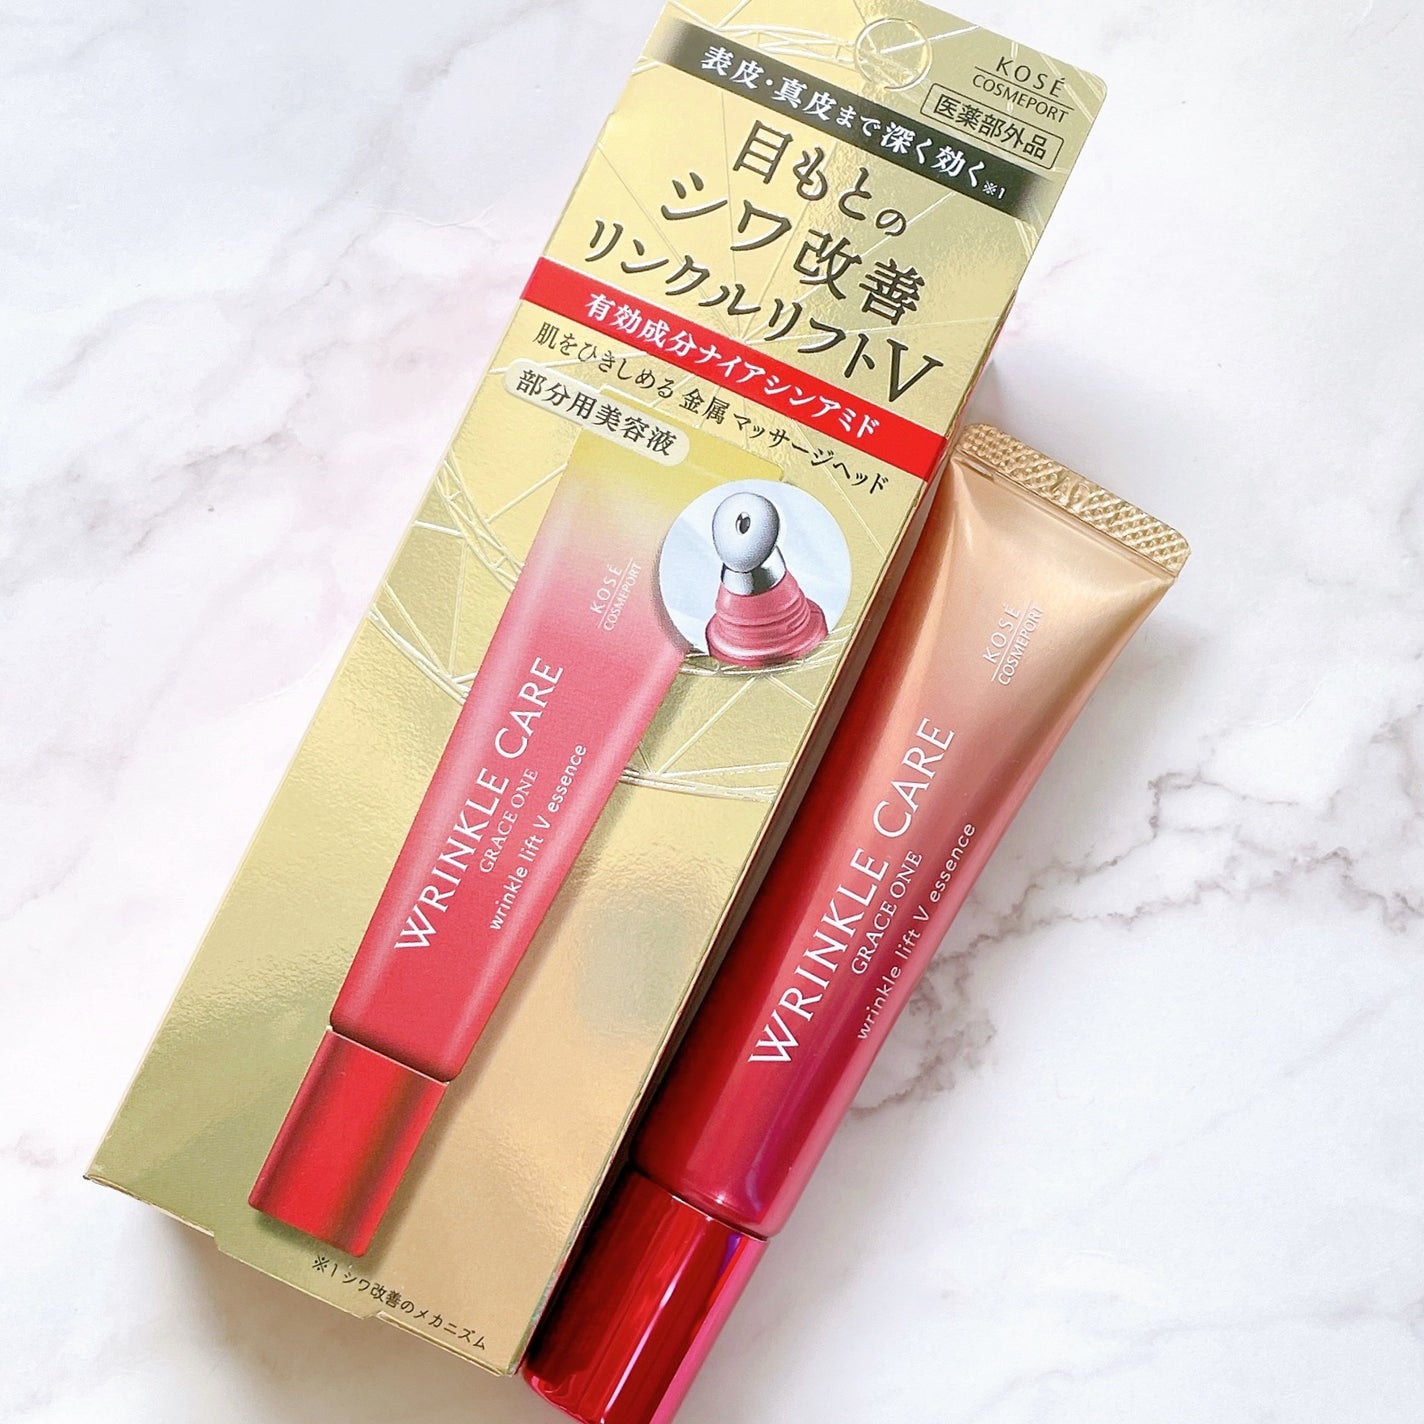 KOSÉ
COSMEPORT
医薬部外品
表皮・真皮まで深く効く※1
目もとの
シワ改善
リンクルリフトV
有効成分ナイアシンアミド
肌をひきしめる 金属マッサージヘッド
部分用美容液
KOSÉ
COSMEPORT
WRINKLE CARE
GRACE ONE
wrinkle lift V essence
※1 シワ改善のメカニズム
KOSÉ
COSMEPORT
WRINKLE CARE
GRACE ONE
wrinkle lift V essence